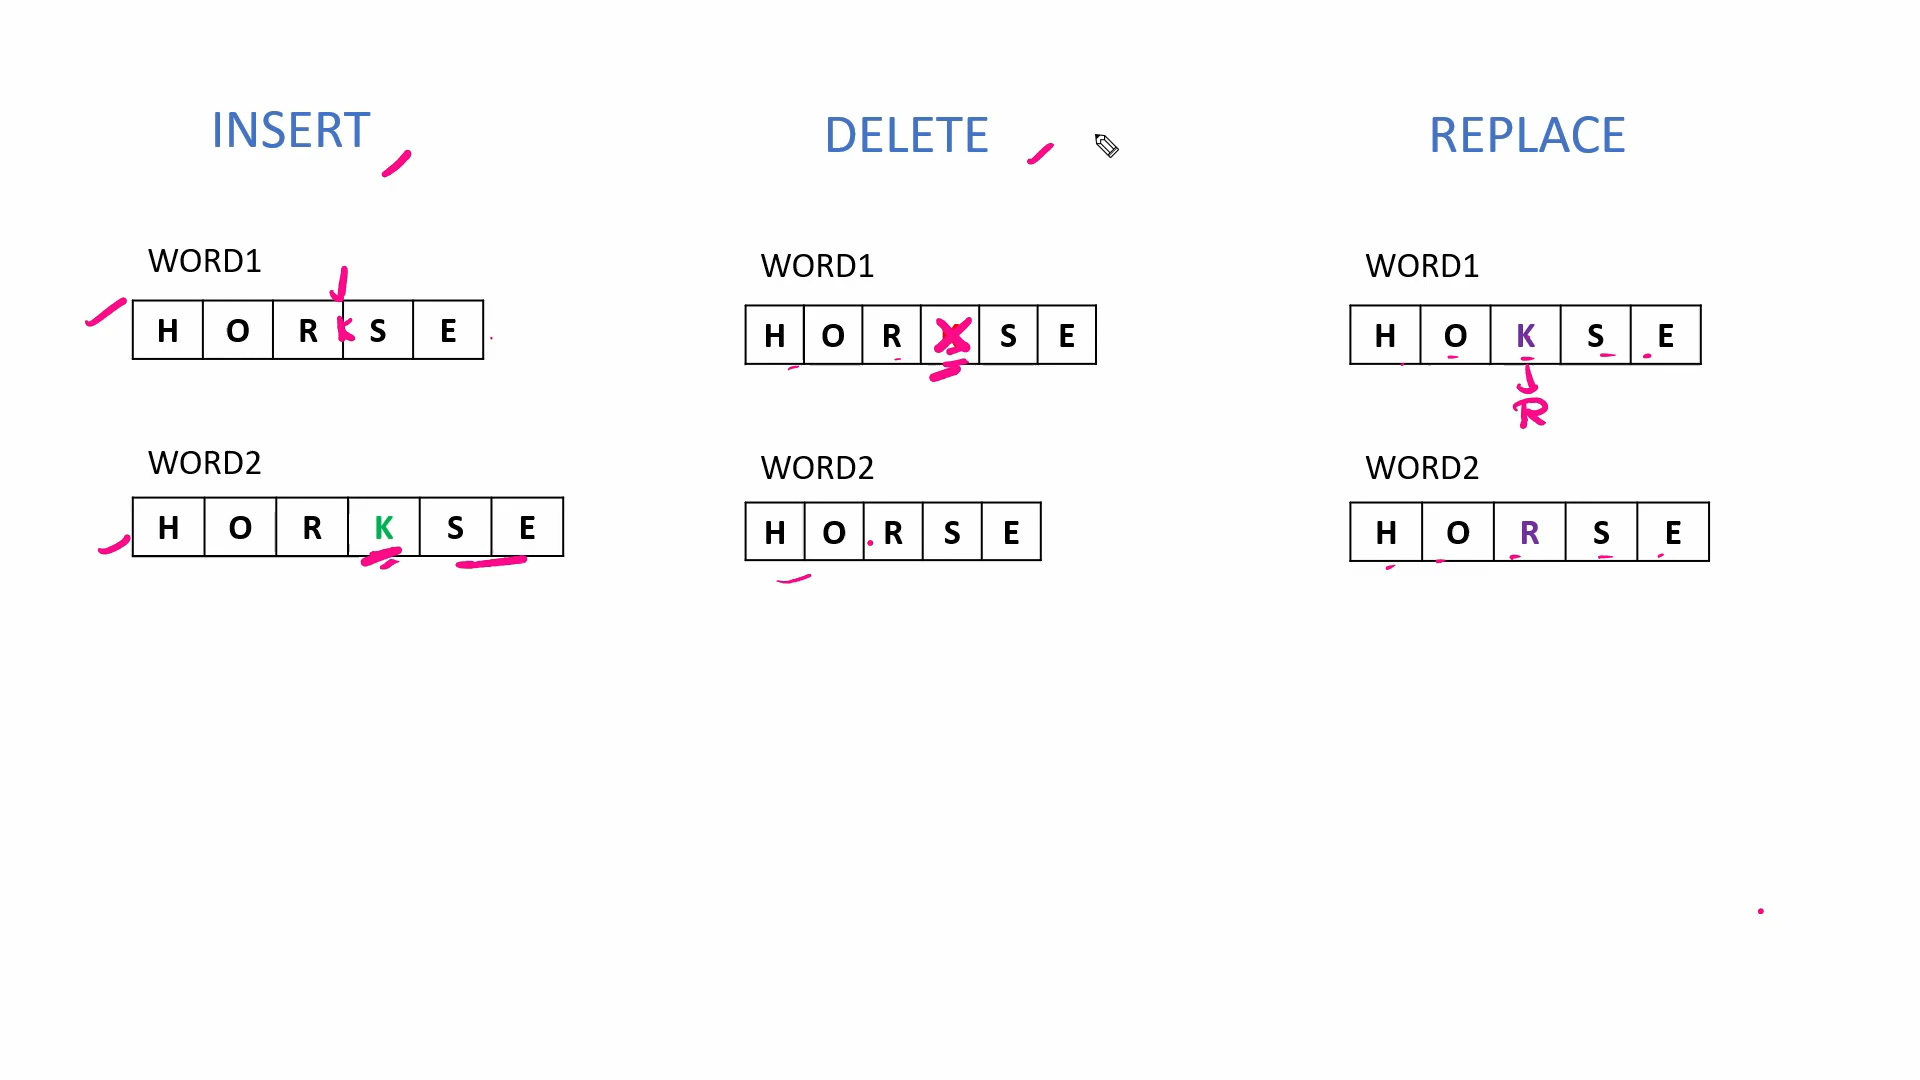 INSERT
WORD1
H O R K S E
WORD2
H O R K S E
DELETE
WORD1
H O R S E
WORD2
H O R S E
REPLACE
WORD1
H O K S E
R
WORD2
H O R S E